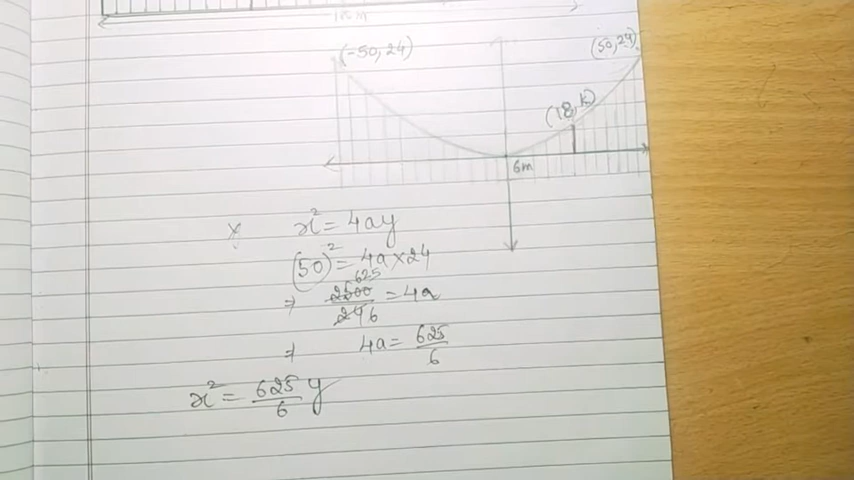 100 m
(-50, 24)
(50, 24)
(18, k)
6m
x² = 4ay
(50)² = 4a × 24
⇒ 2500 625 / 24 6 = 4a
⇒ 4a = 625/6
x² = 625/6 y